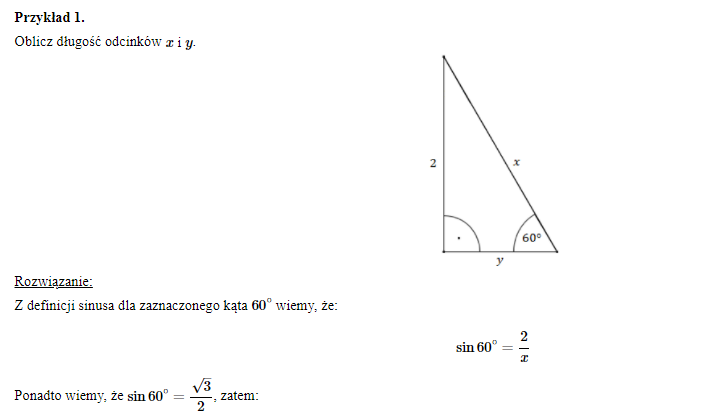 Przykład 1.
Oblicz długość odcinków x i y.
2
x
60°
y
Rozwiązanie:
Z definicji sinusa dla zaznaczonego kąta 60° wiemy, że:
sin 60° = 2/x
Ponadto wiemy, że sin 60° = √3/2, zatem: